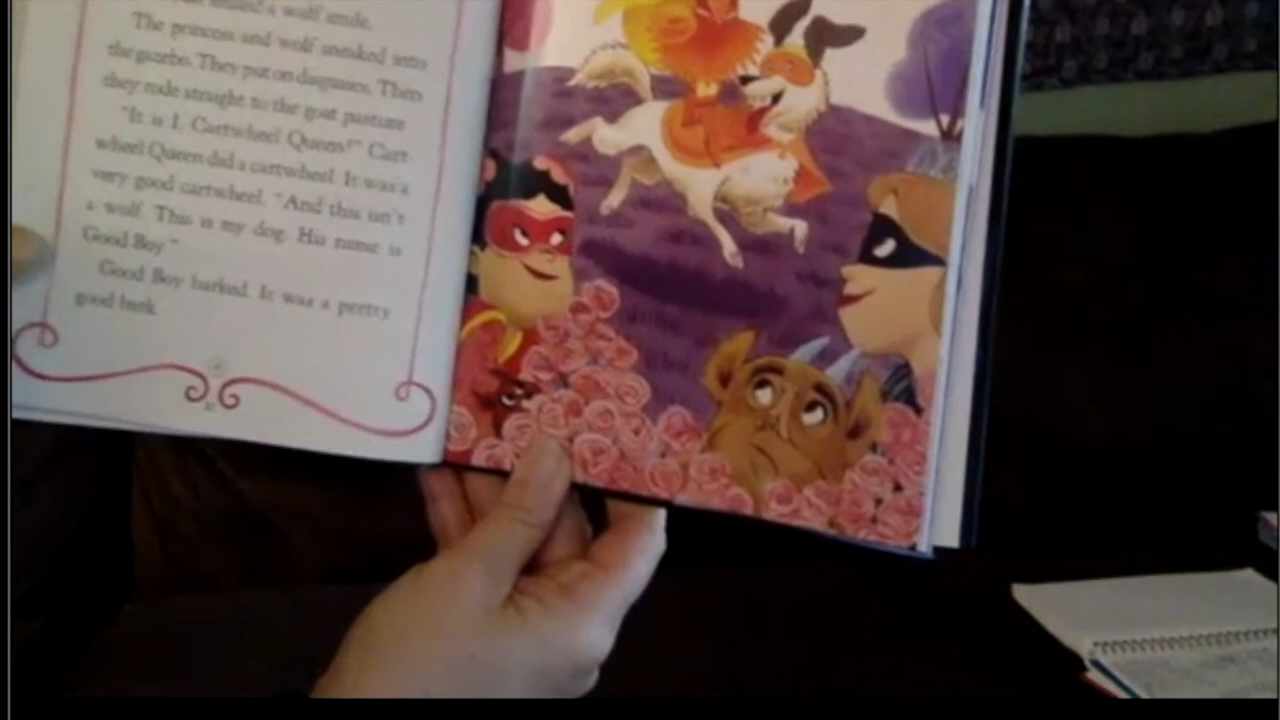 a wolf smile.
The princess and wolf sneaked into
the gazebo. They put on disguises. Then
they rode straight to the goat pasture
"It is I, Cartwheel Queen!" Cart-
wheel Queen did a cartwheel. It was a
very good cartwheel. "And this isn't
a wolf. This is my dog. His name is
Good Boy."
Good Boy barked. It was a pretty
good bark.